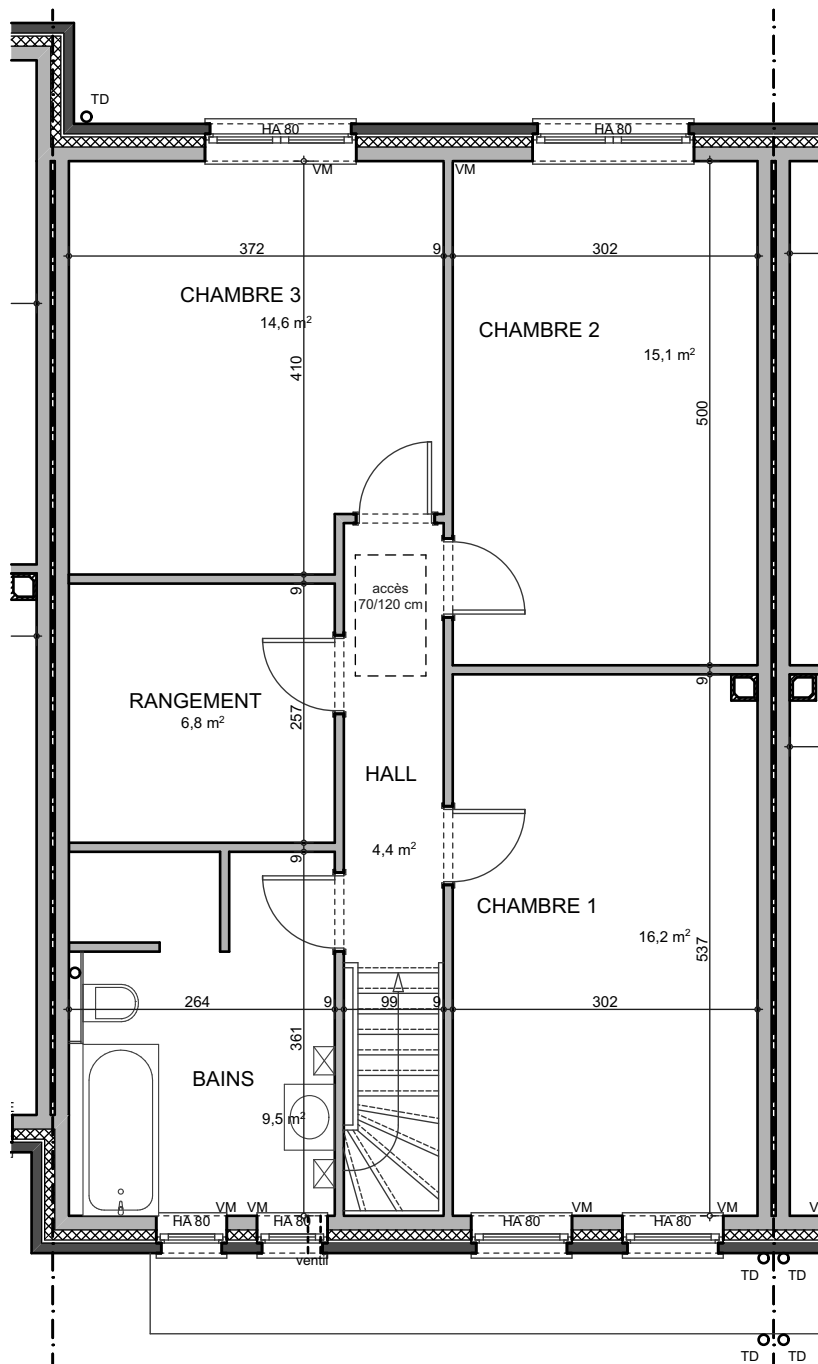 TD
HA 80
HA 80
VM
VM
372
9
302
CHAMBRE 3
14,6 m²
CHAMBRE 2
15,1 m²
410
500
accès
70/120 cm
9
9
RANGEMENT
6,8 m²
257
HALL
4,4 m²
9
CHAMBRE 1
16,2 m²
537
264
9
99
9
302
361
BAINS
9,5 m²
VM
VM
VM
VM
HA 80
HA 80
HA 80
HA 80
ventil
TD
TD
TD
TD